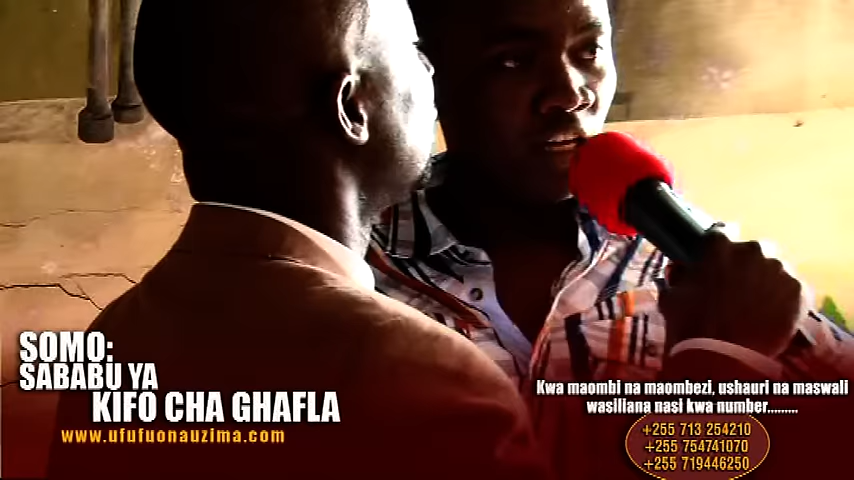 SOMO:
SABABU YA
KIFO CHA GHAFLA
www.ufufuonauzima.com
Kwa maombi na maombezi, ushauri na maswali
wasiliana nasi kwa number.........
+255 713 254210
+255 754741070
+255 719446250